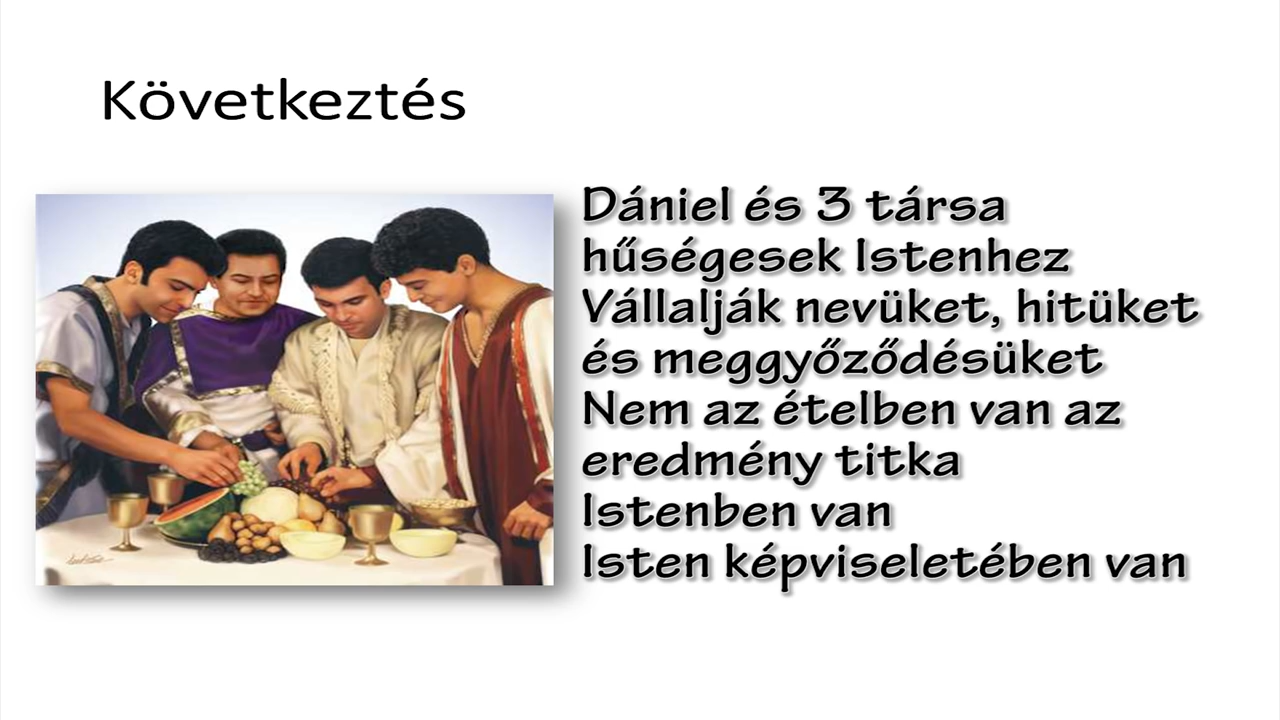 Következtés
Dániel és 3 társa
hűségesek Istenhez
Vállalják nevüket, hitüket
és meggyőződésüket
Nem az ételben van az
eredmény titka
Istenben van
Isten képviseletében van